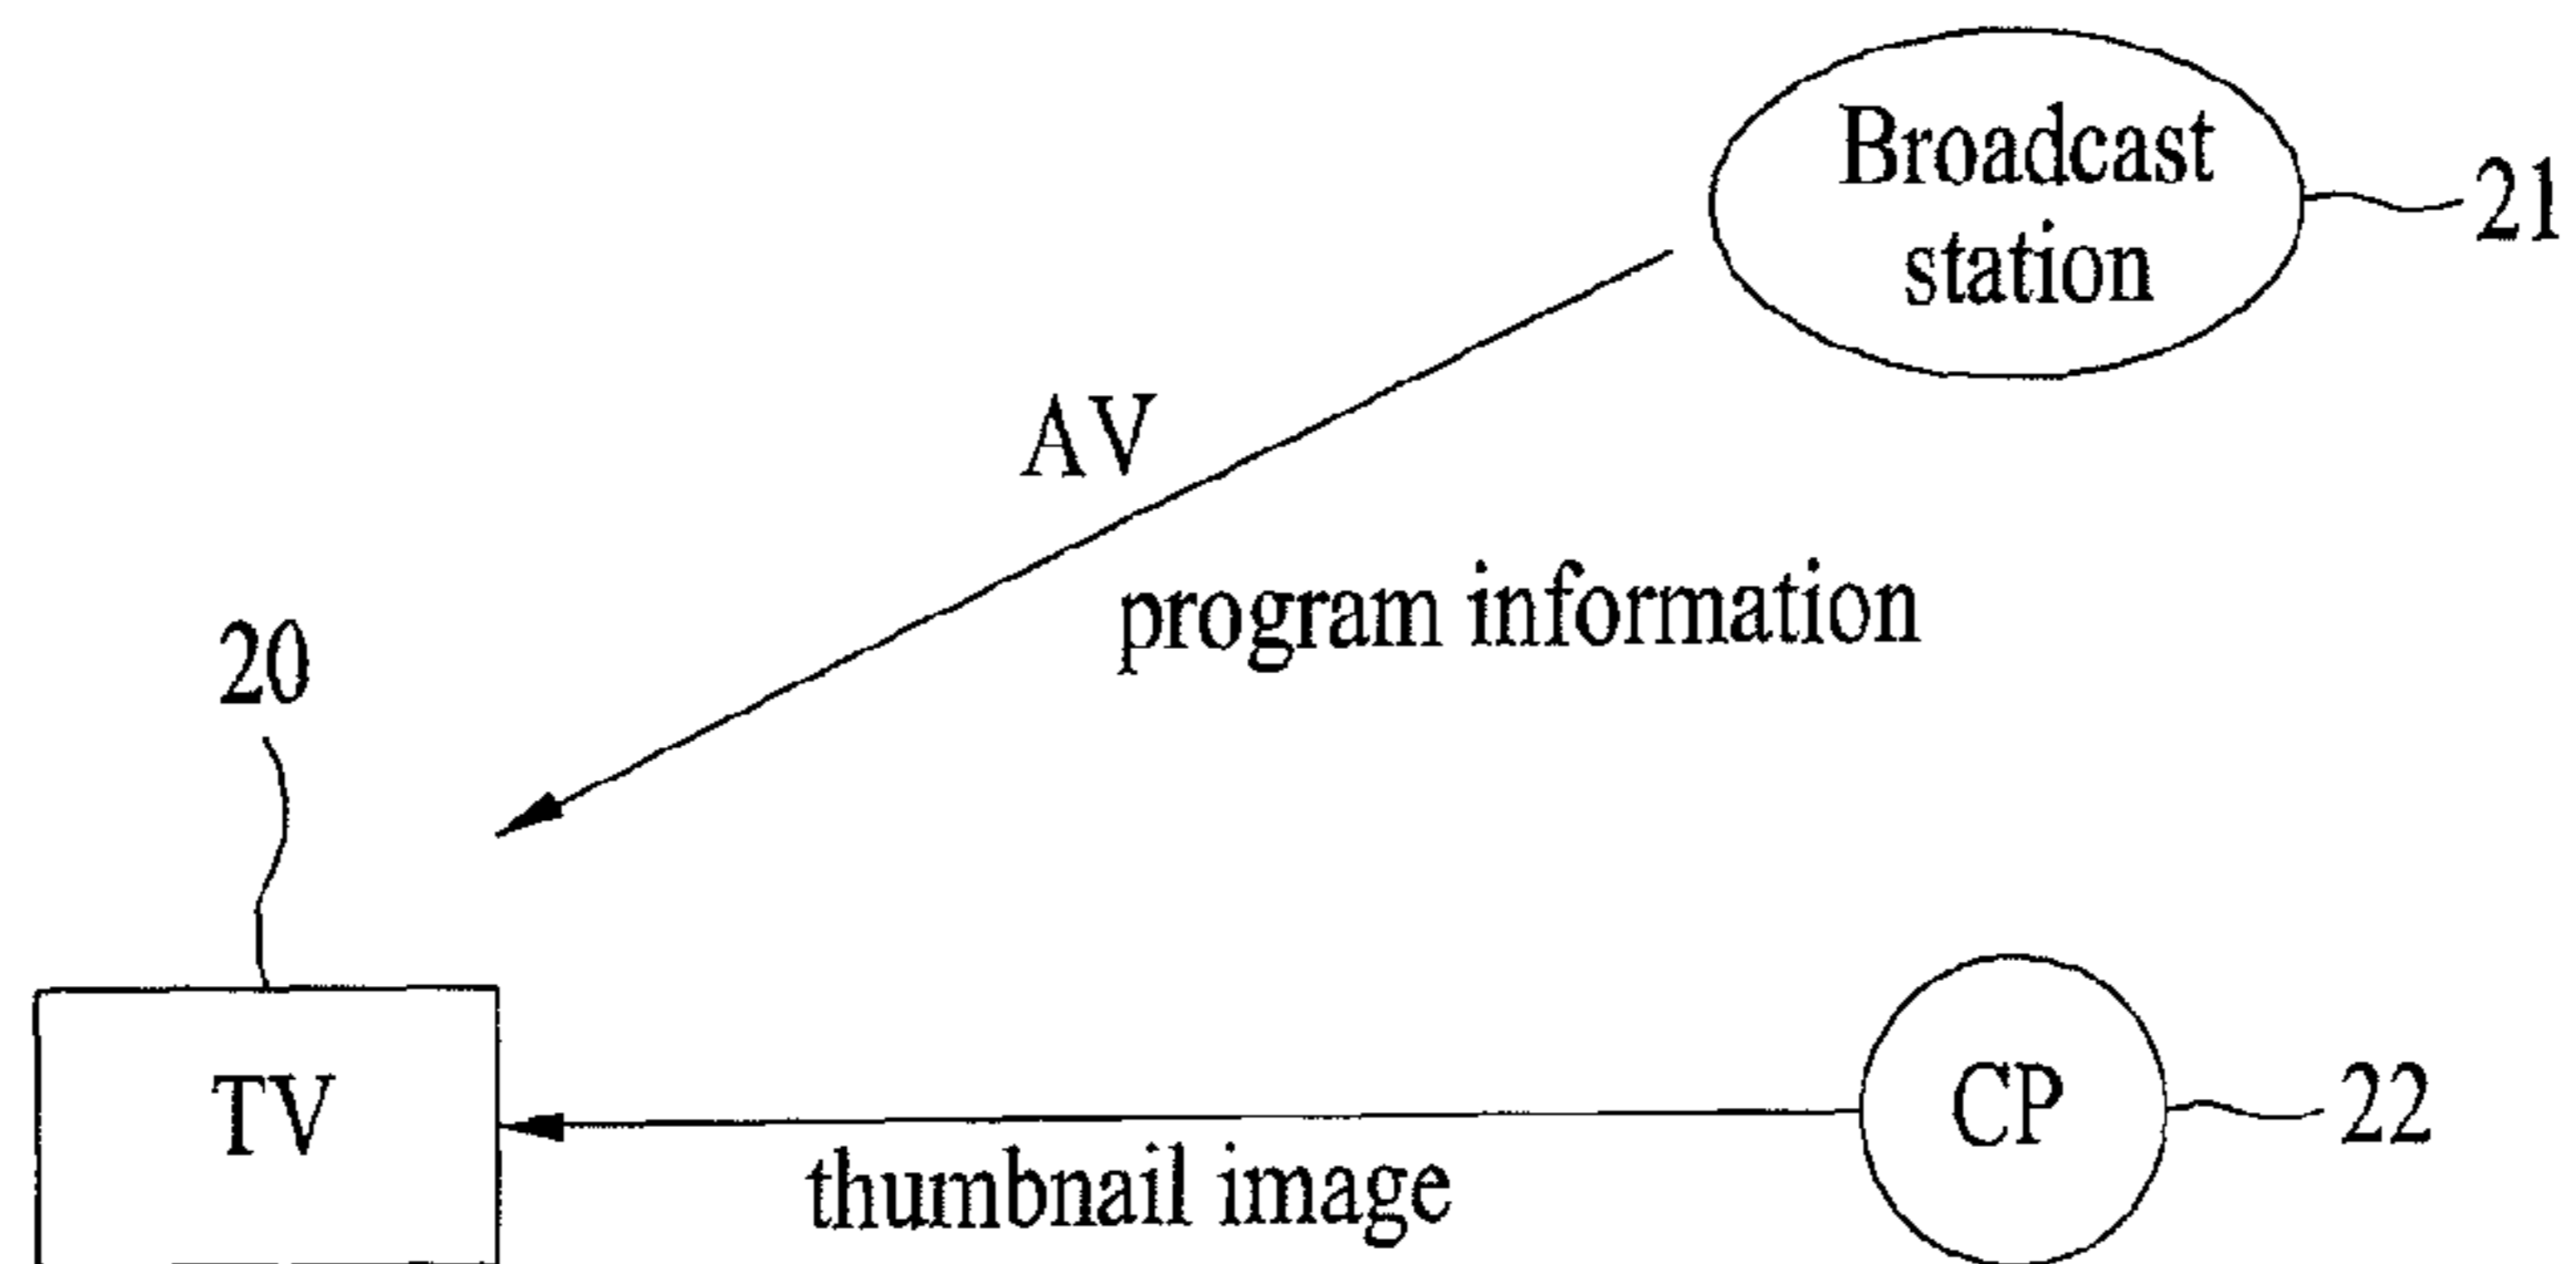 Broadcast
station
21
AV
program information
20
TV
CP
22
thumbnail image